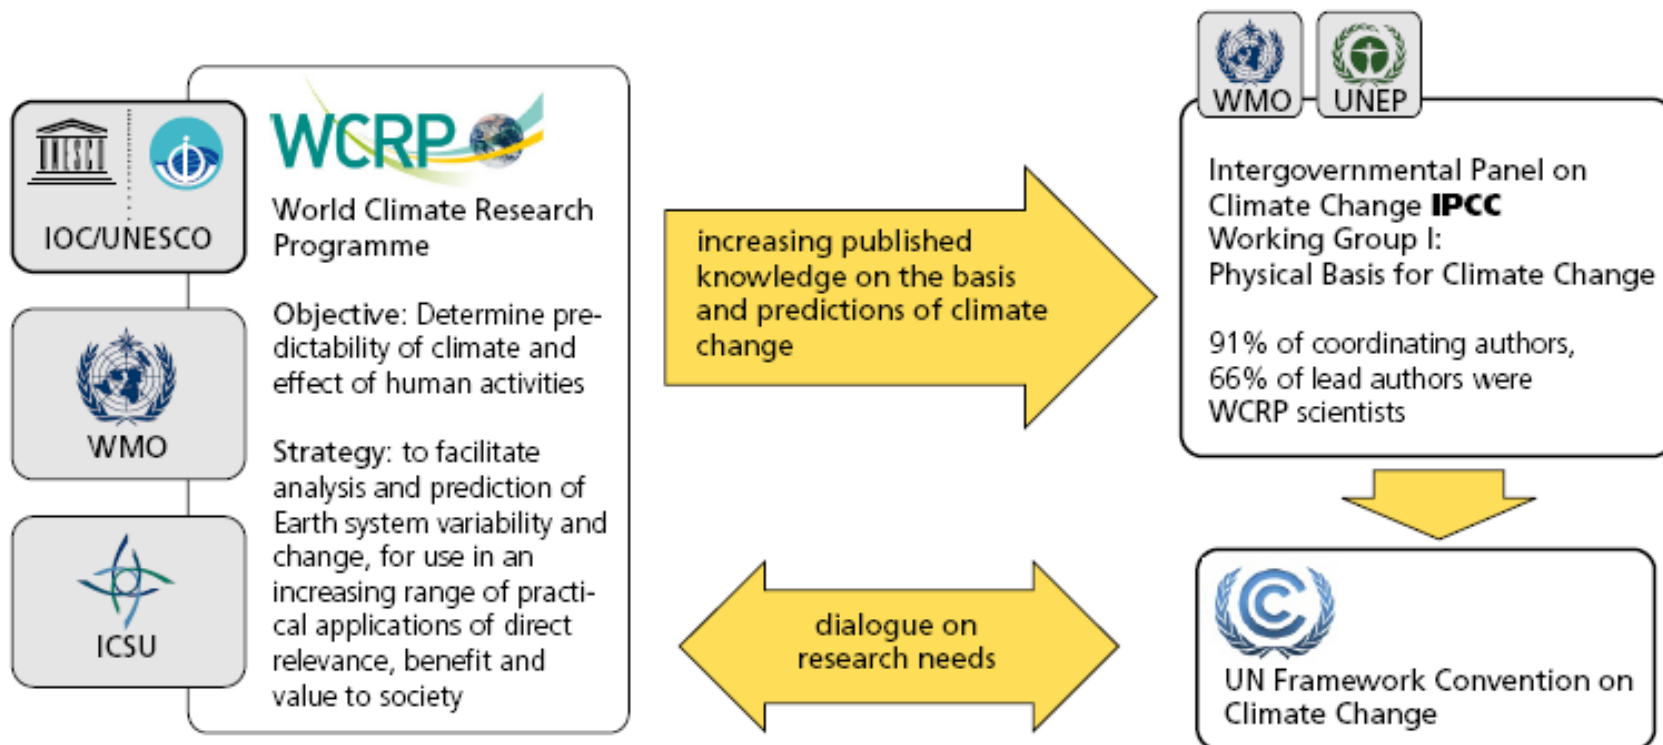 UNESCO
IOC/UNESCO
WMO
ICSU
WCRP
World Climate Research
Programme
Objective: Determine pre-
dictability of climate and
effect of human activities
Strategy: to facilitate
analysis and prediction of
Earth system variability and
change, for use in an
increasing range of practi-
cal applications of direct
relevance, benefit and
value to society
increasing published
knowledge on the basis
and predictions of climate
change
dialogue on
research needs
WMO
UNEP
Intergovernmental Panel on
Climate Change IPCC
Working Group I:
Physical Basis for Climate Change
91% of coordinating authors,
66% of lead authors were
WCRP scientists
UN Framework Convention on
Climate Change